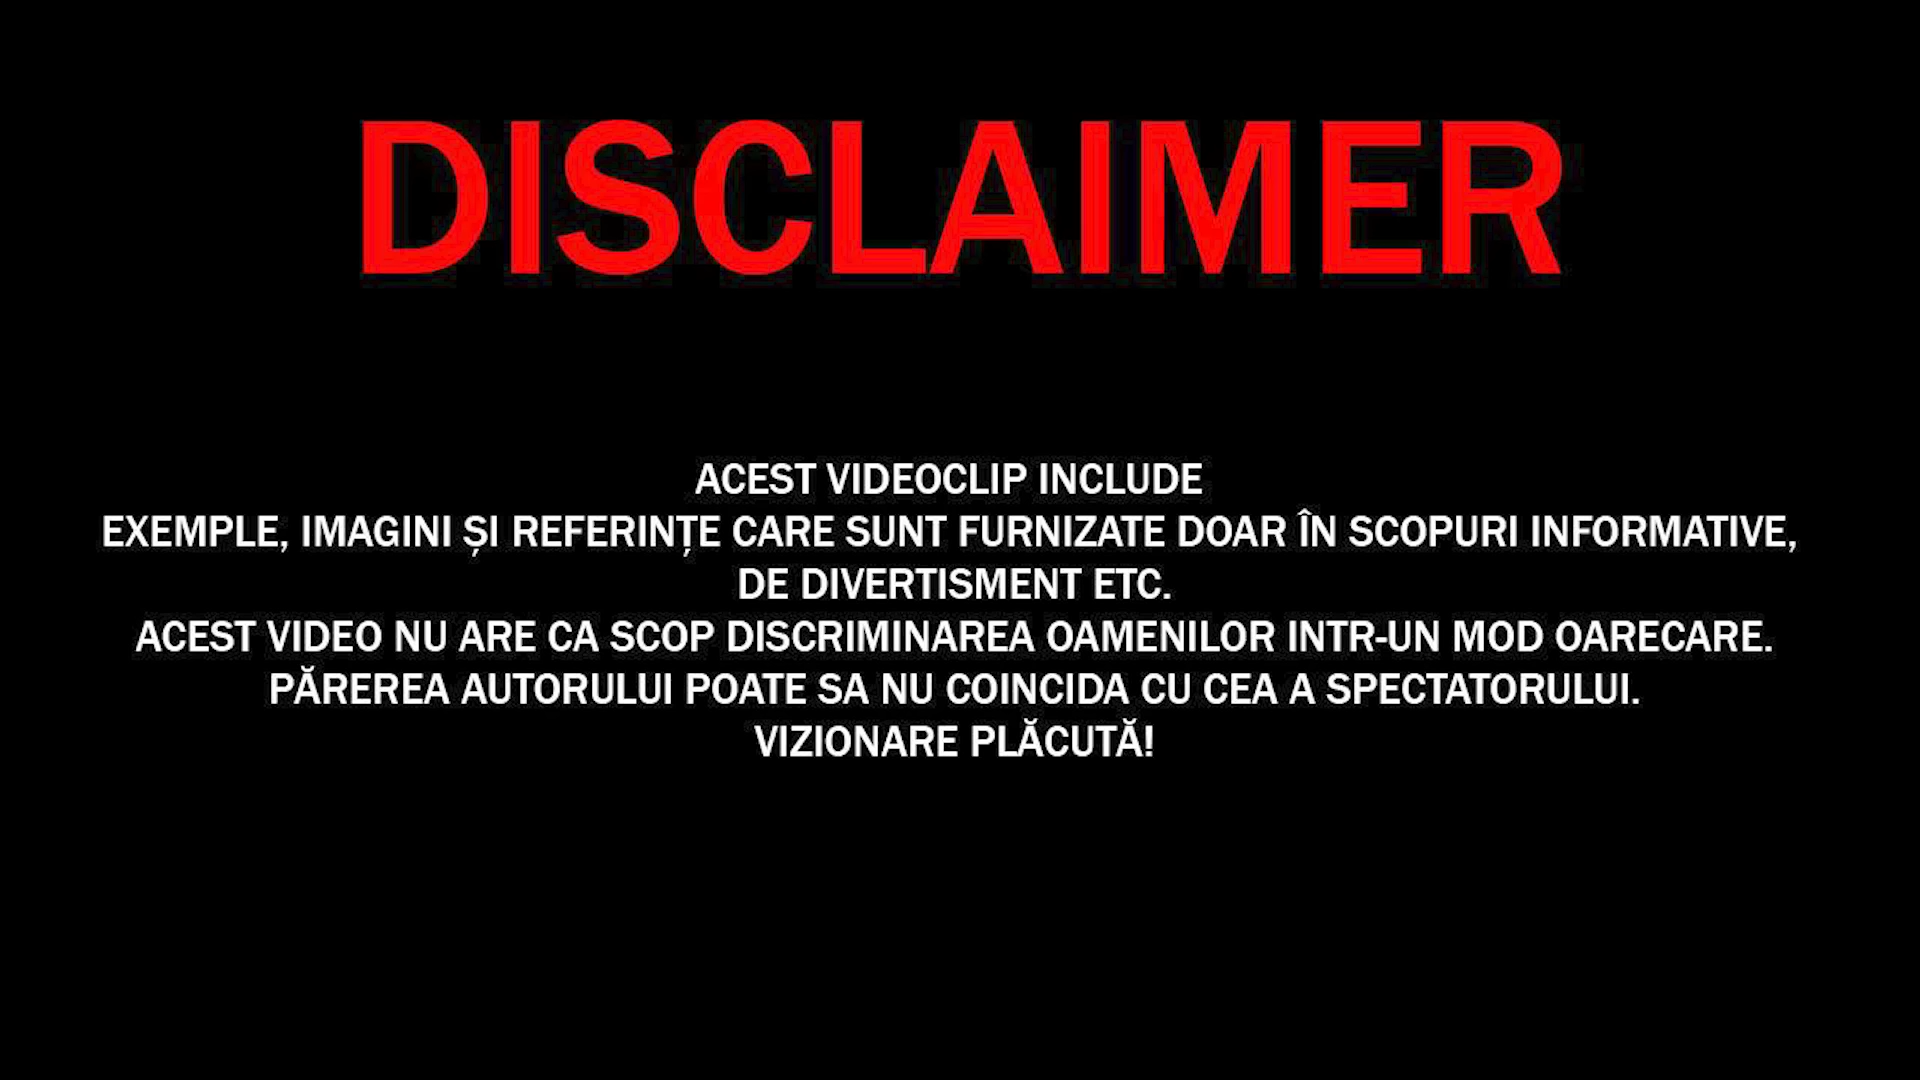 DISCLAIMER
ACEST VIDEOCLIP INCLUDE
EXEMPLE, IMAGINI ȘI REFERINȚE CARE SUNT FURNIZATE DOAR ÎN SCOPURI INFORMATIVE,
DE DIVERTISMENT ETC.
ACEST VIDEO NU ARE CA SCOP DISCRIMINAREA OAMENILOR INTR-UN MOD OARECARE.
PĂREREA AUTORULUI POATE SA NU COINCIDA CU CEA A SPECTATORULUI.
VIZIONARE PLĂCUTĂ!